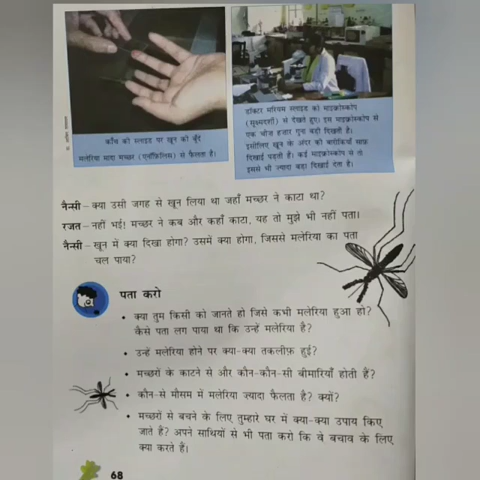 काँच की स्लाइड पर खून की बूँद
मलेरिया मादा मच्छर (एनॉफ़िलिस) से फैलता है।
डॉक्टर मरियम स्लाइड को माइक्रोस्कोप
(सूक्ष्मदर्शी) से देखते हुए। इस माइक्रोस्कोप से
एक चीज़ हज़ार गुना बड़ी दिखती है।
इसीलिए खून के अंदर की बारीकियाँ साफ़
दिखाई पड़ती हैं। कई माइक्रोस्कोप में तो
इससे भी ज़्यादा बड़ा दिखाई देता है।
नैन्सी – क्या उसी जगह से खून लिया था जहाँ मच्छर ने काटा था?
रजत – नहीं भई! मच्छर ने कब और कहाँ काटा, यह तो मुझे भी नहीं पता।
नैन्सी – खून में क्या दिखा होगा? उसमें क्या होगा, जिससे मलेरिया का पता
चल पाया?
पता करो
• क्या तुम किसी को जानते हो जिसे कभी मलेरिया हुआ हो?
कैसे पता लग पाया था कि उन्हें मलेरिया है?
• उन्हें मलेरिया होने पर क्या-क्या तकलीफ़ हुई?
• मच्छरों के काटने से और कौन-कौन-सी बीमारियाँ होती हैं?
• कौन-से मौसम में मलेरिया ज़्यादा फैलता है? क्यों?
• मच्छरों से बचने के लिए तुम्हारे घर में क्या-क्या उपाय किए
जाते हैं? अपने साथियों से भी पता करो कि वे बचाव के लिए
क्या करते हैं।
68